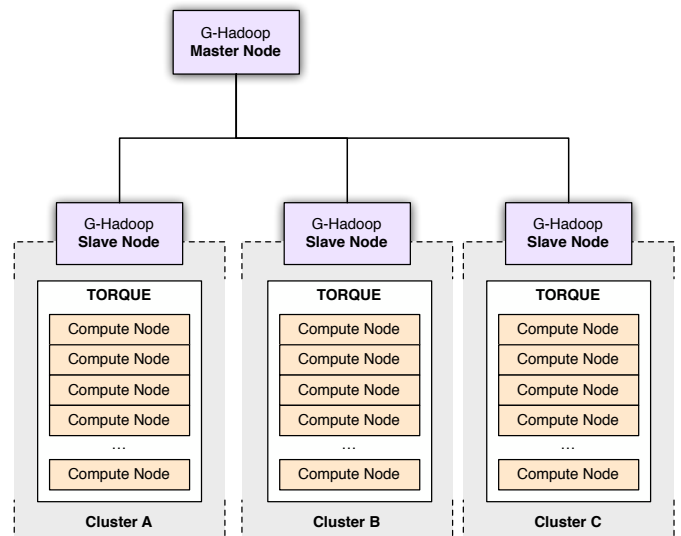 G-Hadoop
Master Node
G-Hadoop
Slave Node
G-Hadoop
Slave Node
G-Hadoop
Slave Node
TORQUE
Compute Node
Compute Node
Compute Node
Compute Node
...
Compute Node
Cluster A
TORQUE
Compute Node
Compute Node
Compute Node
Compute Node
...
Compute Node
Cluster B
TORQUE
Compute Node
Compute Node
Compute Node
Compute Node
...
Compute Node
Cluster C